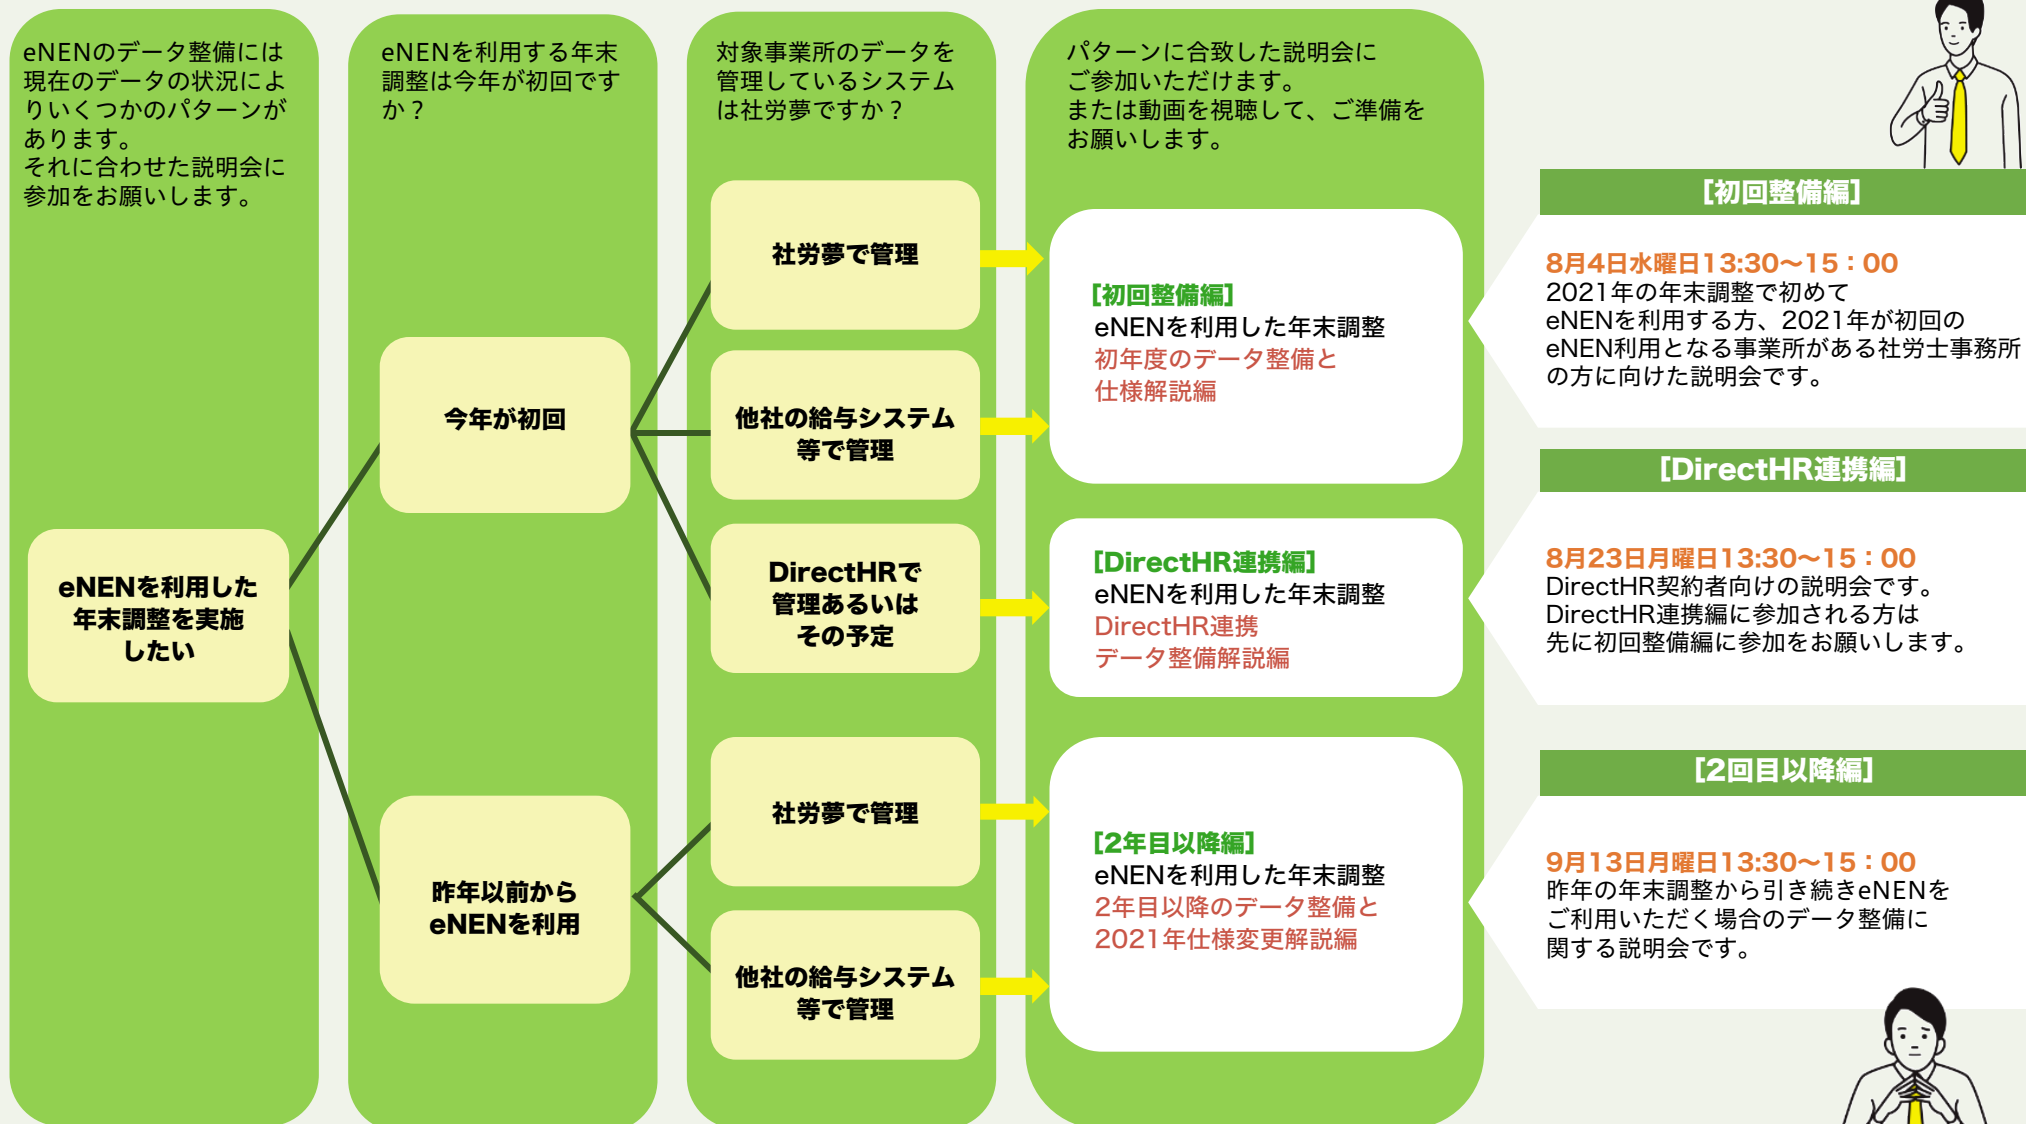 eNENのデータ整備には
現在のデータの状況によ
りいくつかのパターンが
あります。
それに合わせた説明会に
参加をお願いします。
eNENを利用した
年末調整を実施
したい
eNENを利用する年末
調整は今年が初回です
か？
今年が初回
昨年以前から
eNENを利用
対象事業所のデータを
管理しているシステム
は社労夢ですか？
社労夢で管理
他社の給与システム
等で管理
DirectHRで
管理あるいは
その予定
社労夢で管理
他社の給与システム
等で管理
パターンに合致した説明会に
ご参加いただけます。
または動画を視聴して、ご準備を
お願いします。
[初回整備編]
eNENを利用した年末調整
初年度のデータ整備と
仕様解説編
[DirectHR連携編]
eNENを利用した年末調整
DirectHR連携
データ整備解説編
[2年目以降編]
eNENを利用した年末調整
2年目以降のデータ整備と
2021年仕様変更解説編
[初回整備編]
8月4日水曜日13:30〜15：00
2021年の年末調整で初めて
eNENを利用する方、2021年が初回の
eNEN利用となる事業所がある社労士事務所
の方に向けた説明会です。
[DirectHR連携編]
8月23日月曜日13:30〜15：00
DirectHR契約者向けの説明会です。
DirectHR連携編に参加される方は
先に初回整備編に参加をお願いします。
[2回目以降編]
9月13日月曜日13:30〜15：00
昨年の年末調整から引き続きeNENを
ご利用いただく場合のデータ整備に
関する説明会です。